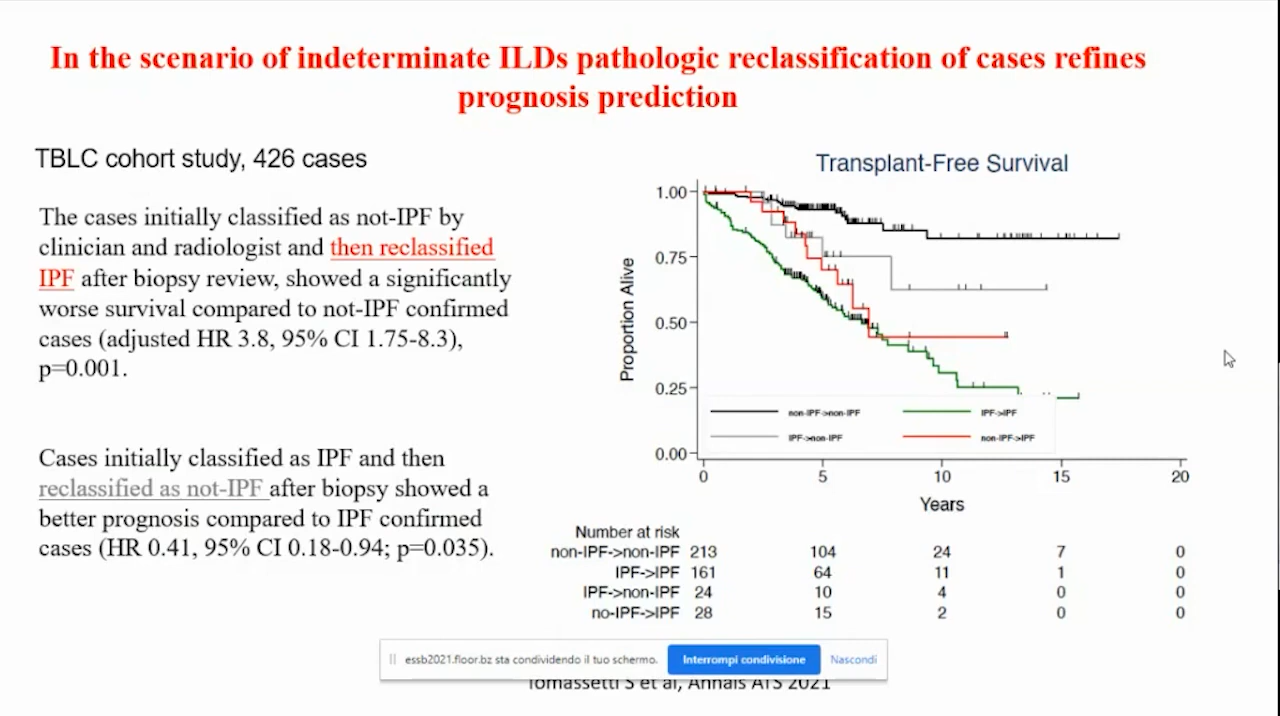 In the scenario of indeterminate ILDs pathologic reclassification of cases refines
prognosis prediction
TBLC cohort study, 426 cases
The cases initially classified as not-IPF by
clinician and radiologist and then reclassified
IPF after biopsy review, showed a significantly
worse survival compared to not-IPF confirmed
cases (adjusted HR 3.8, 95% CI 1.75-8.3),
p=0.001.
Cases initially classified as IPF and then
reclassified as not-IPF after biopsy showed a
better prognosis compared to IPF confirmed
cases (HR 0.41, 95% CI 0.18-0.94; p=0.035).
Transplant-Free Survival
Proportion Alive
1.00
0.75
0.50
0.25
0.00
non-IPF->non-IPF IPF->IPF
IPF->non-IPF non-IPF->IPF
0 5 10 15 20
Years
Number at risk
non-IPF->non-IPF 213 104 24 7 0
IPF->IPF 161 64 11 1 0
IPF->non-IPF 24 10 4 0 0
no-IPF->IPF 28 15 2 0 0
essb2021.floor.bz sta condividendo il tuo schermo. Interrompi condivisione Nascondi
Tomassetti S et al, Annals ATS 2021